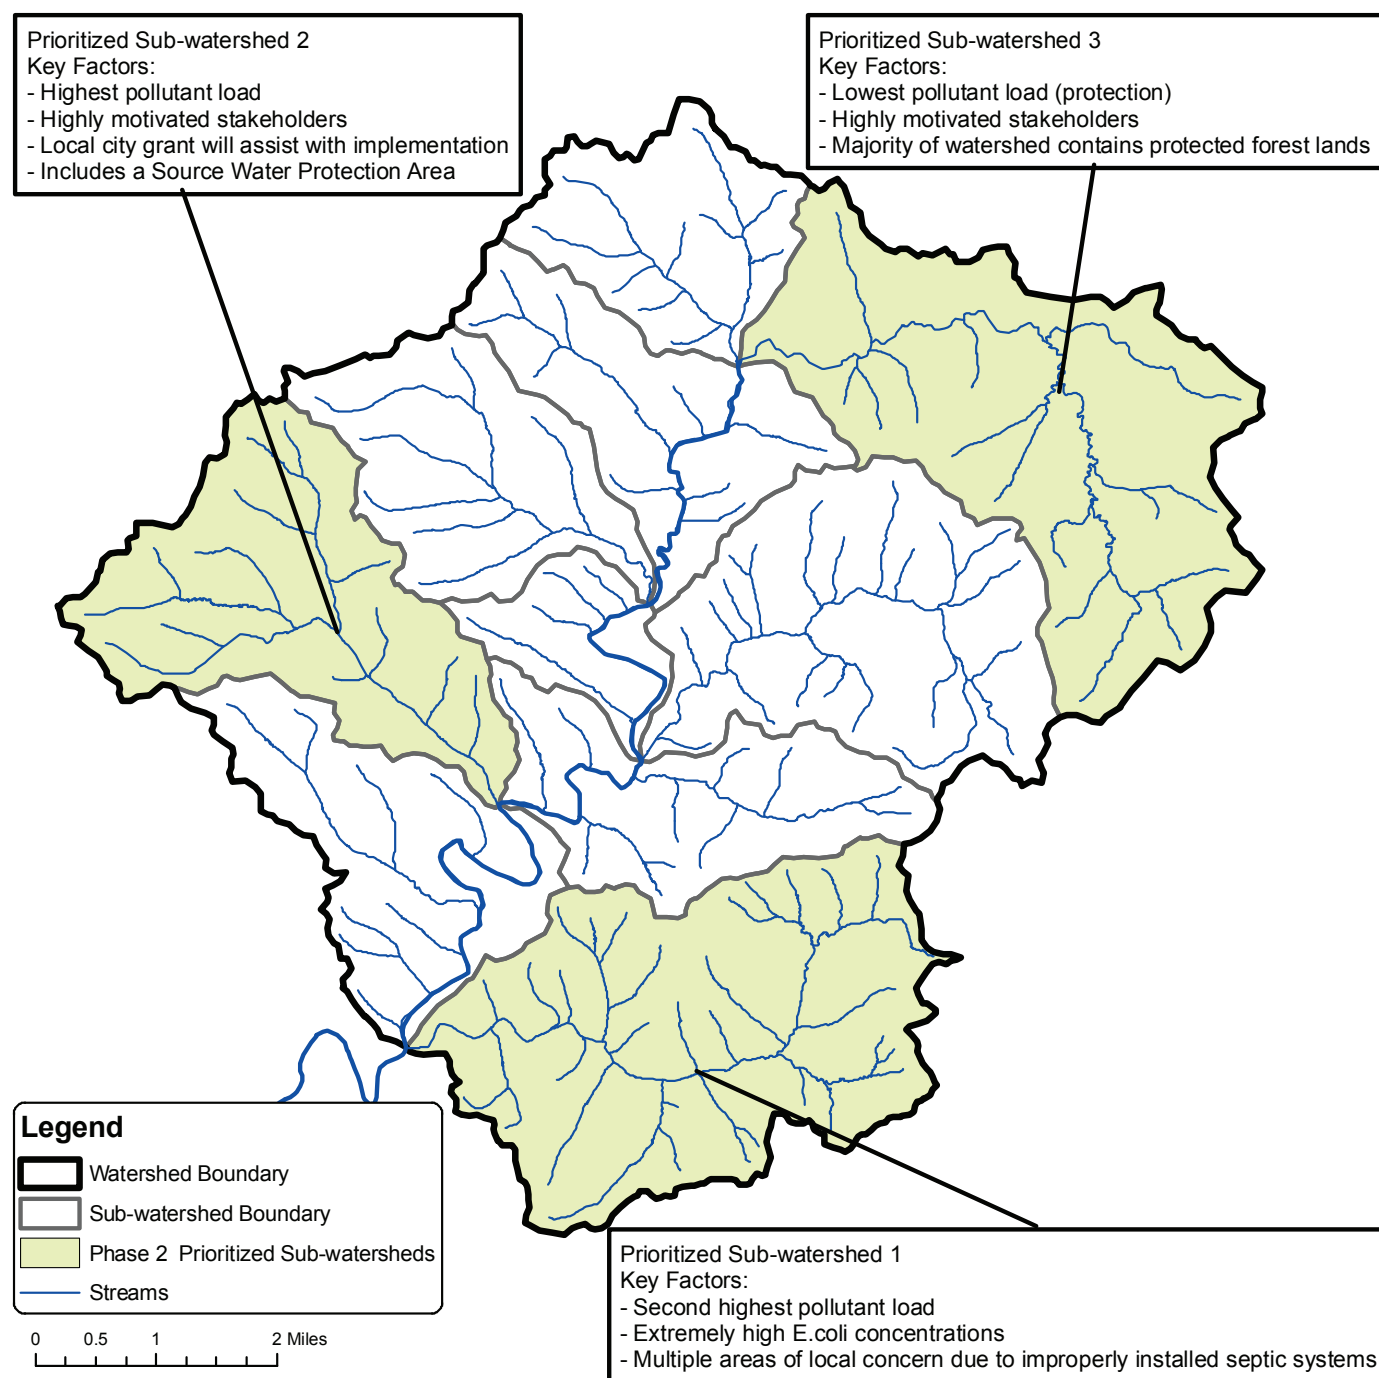 Prioritized Sub-watershed 2
Key Factors:
- Highest pollutant load
- Highly motivated stakeholders
- Local city grant will assist with implementation
- Includes a Source Water Protection Area
Prioritized Sub-watershed 3
Key Factors:
- Lowest pollutant load (protection)
- Highly motivated stakeholders
- Majority of watershed contains protected forest lands
Legend
Watershed Boundary
Sub-watershed Boundary
Phase 2 Prioritized Sub-watersheds
Streams
0 0.5 1 2 Miles
Prioritized Sub-watershed 1
Key Factors:
- Second highest pollutant load
- Extremely high E.coli concentrations
- Multiple areas of local concern due to improperly installed septic systems